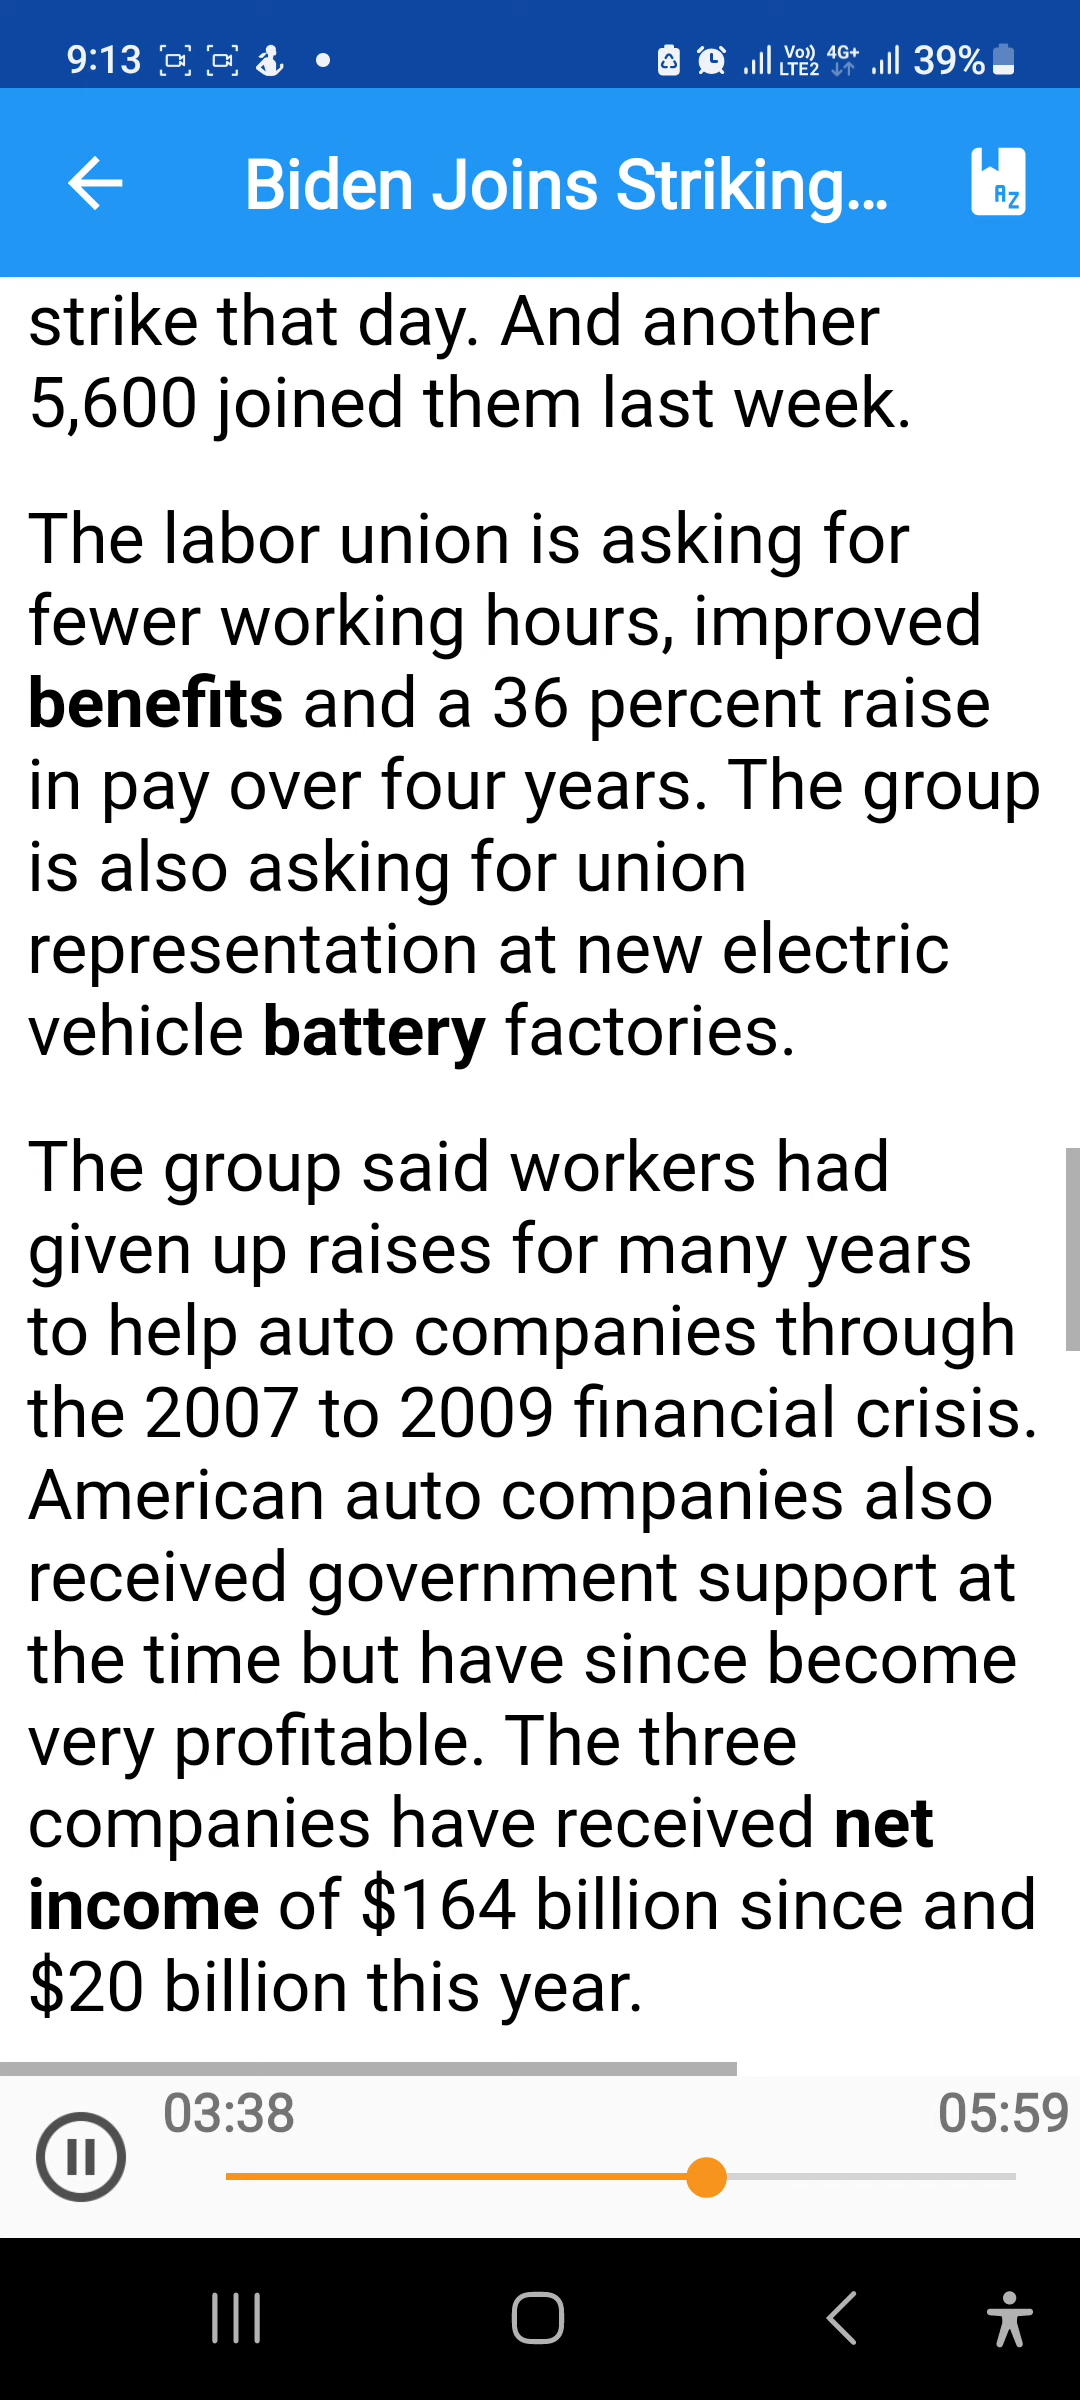 9:13
Vo)) LTE2 4G+ 39%
Biden Joins Striking...
AZ
strike that day. And another
5,600 joined them last week.
The labor union is asking for
fewer working hours, improved
benefits and a 36 percent raise
in pay over four years. The group
is also asking for union
representation at new electric
vehicle battery factories.
The group said workers had
given up raises for many years
to help auto companies through
the 2007 to 2009 financial crisis.
American auto companies also
received government support at
the time but have since become
very profitable. The three
companies have received net
income of $164 billion since and
$20 billion this year.
03:38
05:59